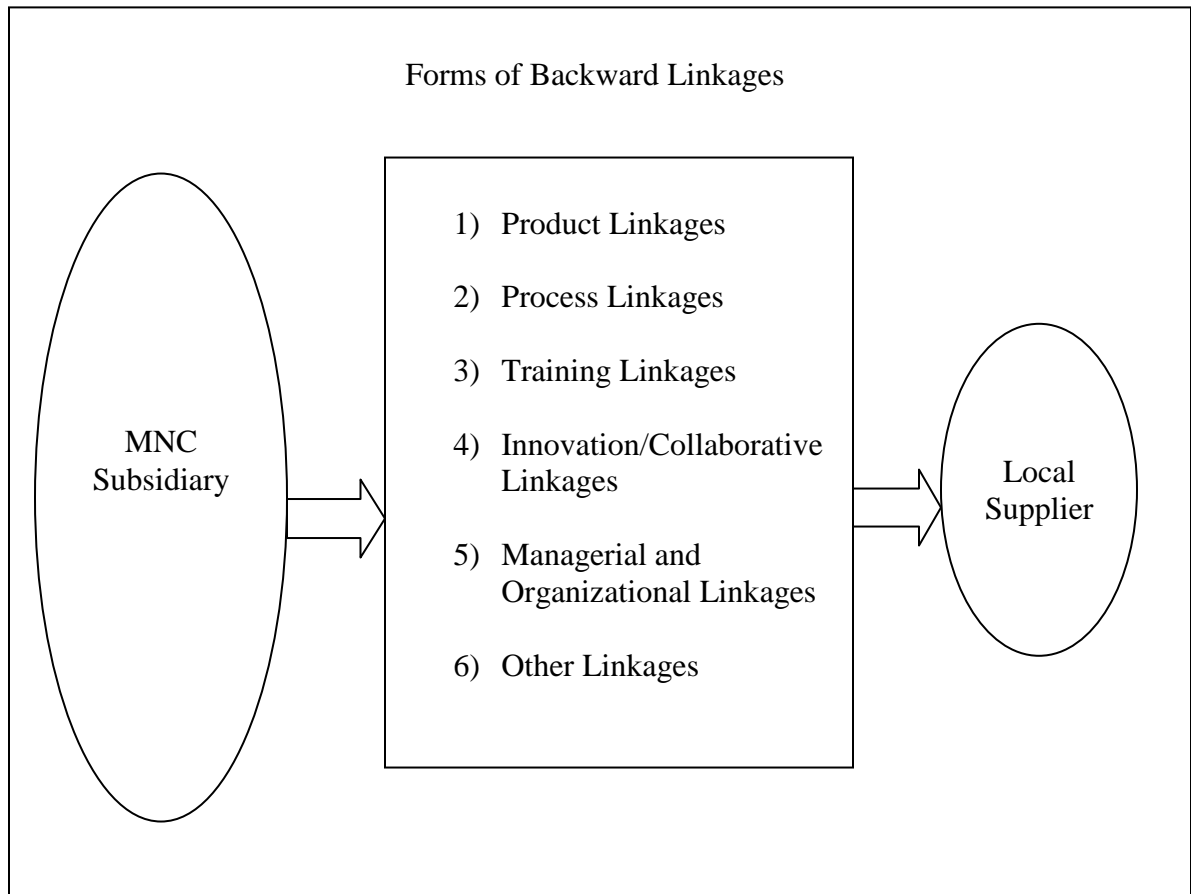 Forms of Backward Linkages
MNC
Subsidiary
1) Product Linkages
2) Process Linkages
3) Training Linkages
4) Innovation/Collaborative
Linkages
5) Managerial and
Organizational Linkages
6) Other Linkages
Local
Supplier